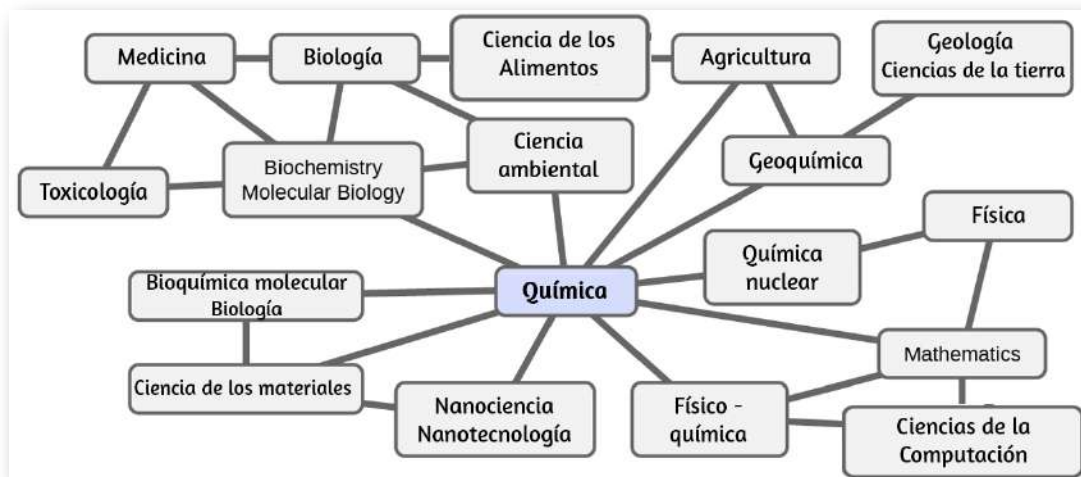 Medicina
Biología
Ciencia de los
Alimentos
Agricultura
Geología
Ciencias de la tierra
Toxicología
Biochemistry
Molecular Biology
Ciencia
ambiental
Geoquímica
Física
Química
nuclear
Química
Bioquímica molecular
Biología
Mathematics
Ciencia de los materiales
Nanociencia
Nanotecnología
Físico -
química
Ciencias de la
Computación